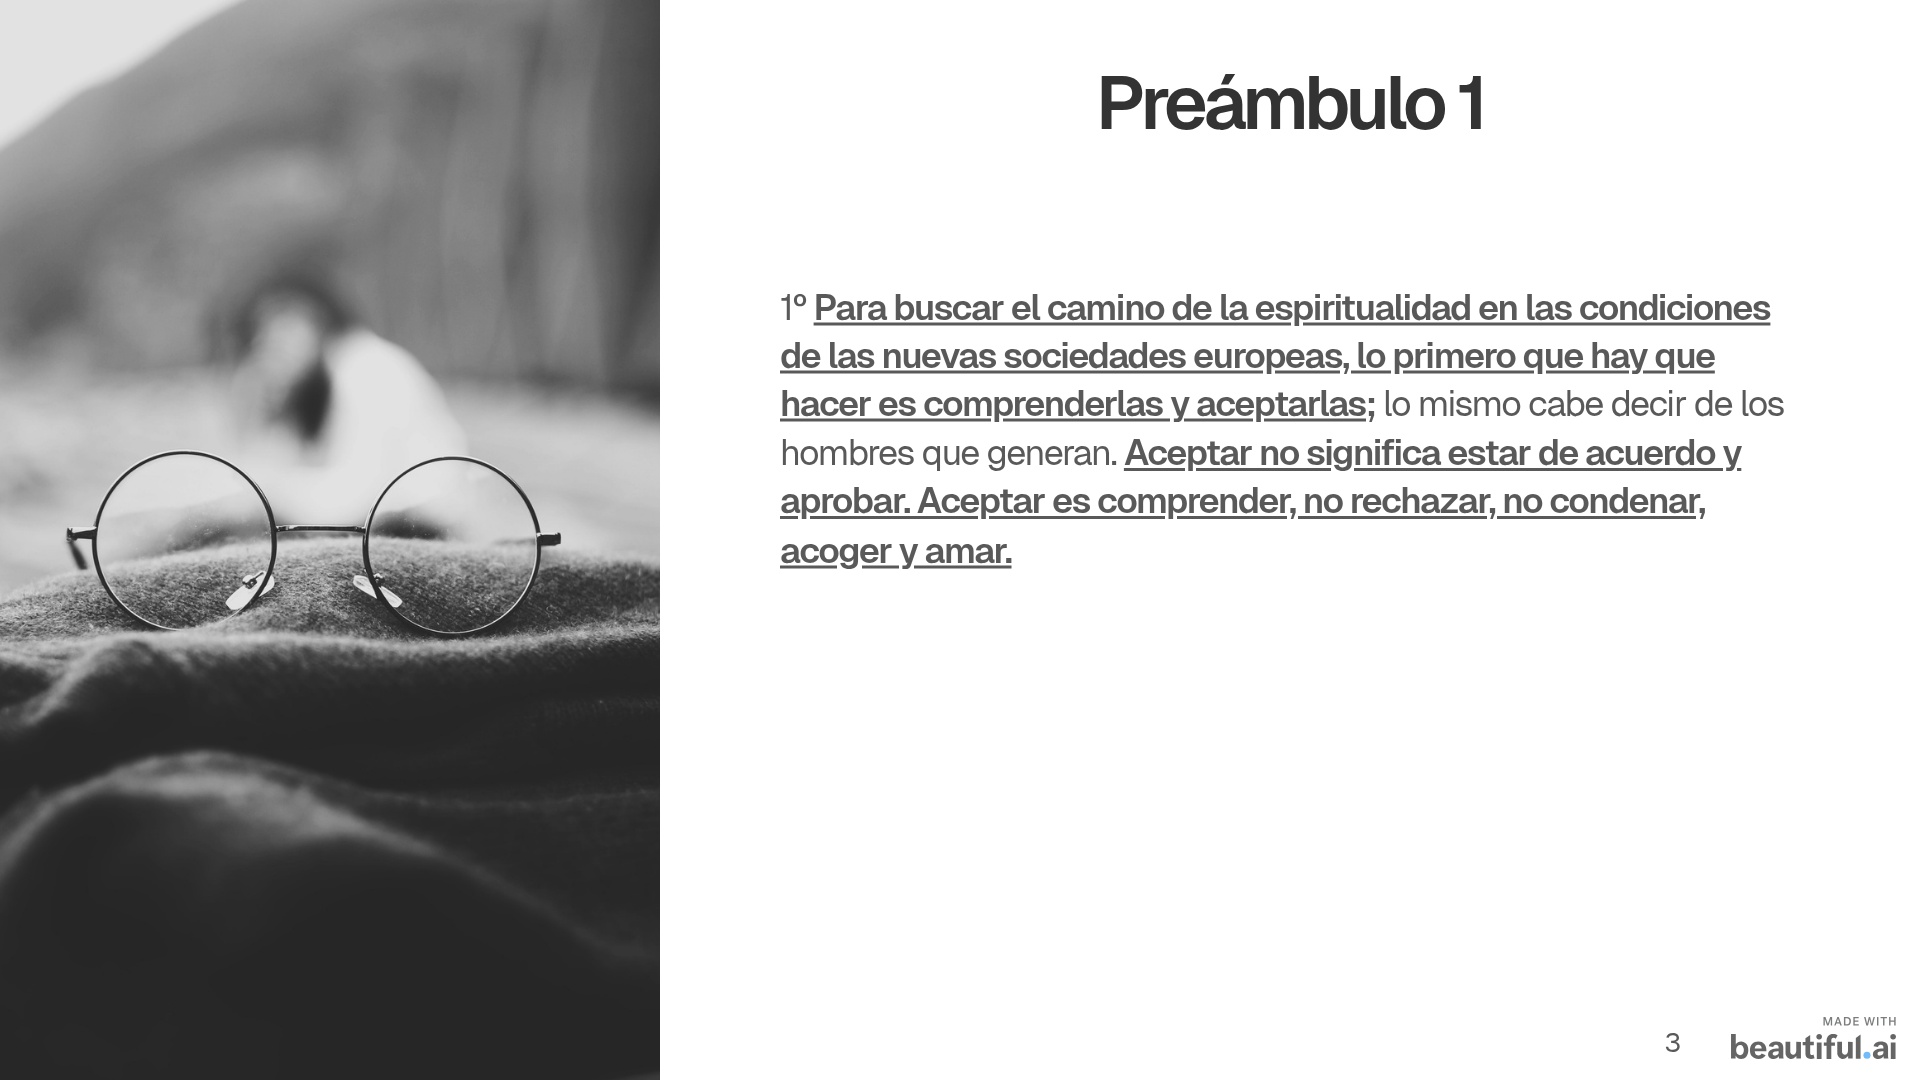 Preámbulo 1
1º Para buscar el camino de la espiritualidad en las condiciones
de las nuevas sociedades europeas, lo primero que hay que
hacer es comprenderlas y aceptarlas; lo mismo cabe decir de los
hombres que generan. Aceptar no significa estar de acuerdo y
aprobar. Aceptar es comprender, no rechazar, no condenar,
acoger y amar.
3
MADE WITH
beautiful.ai